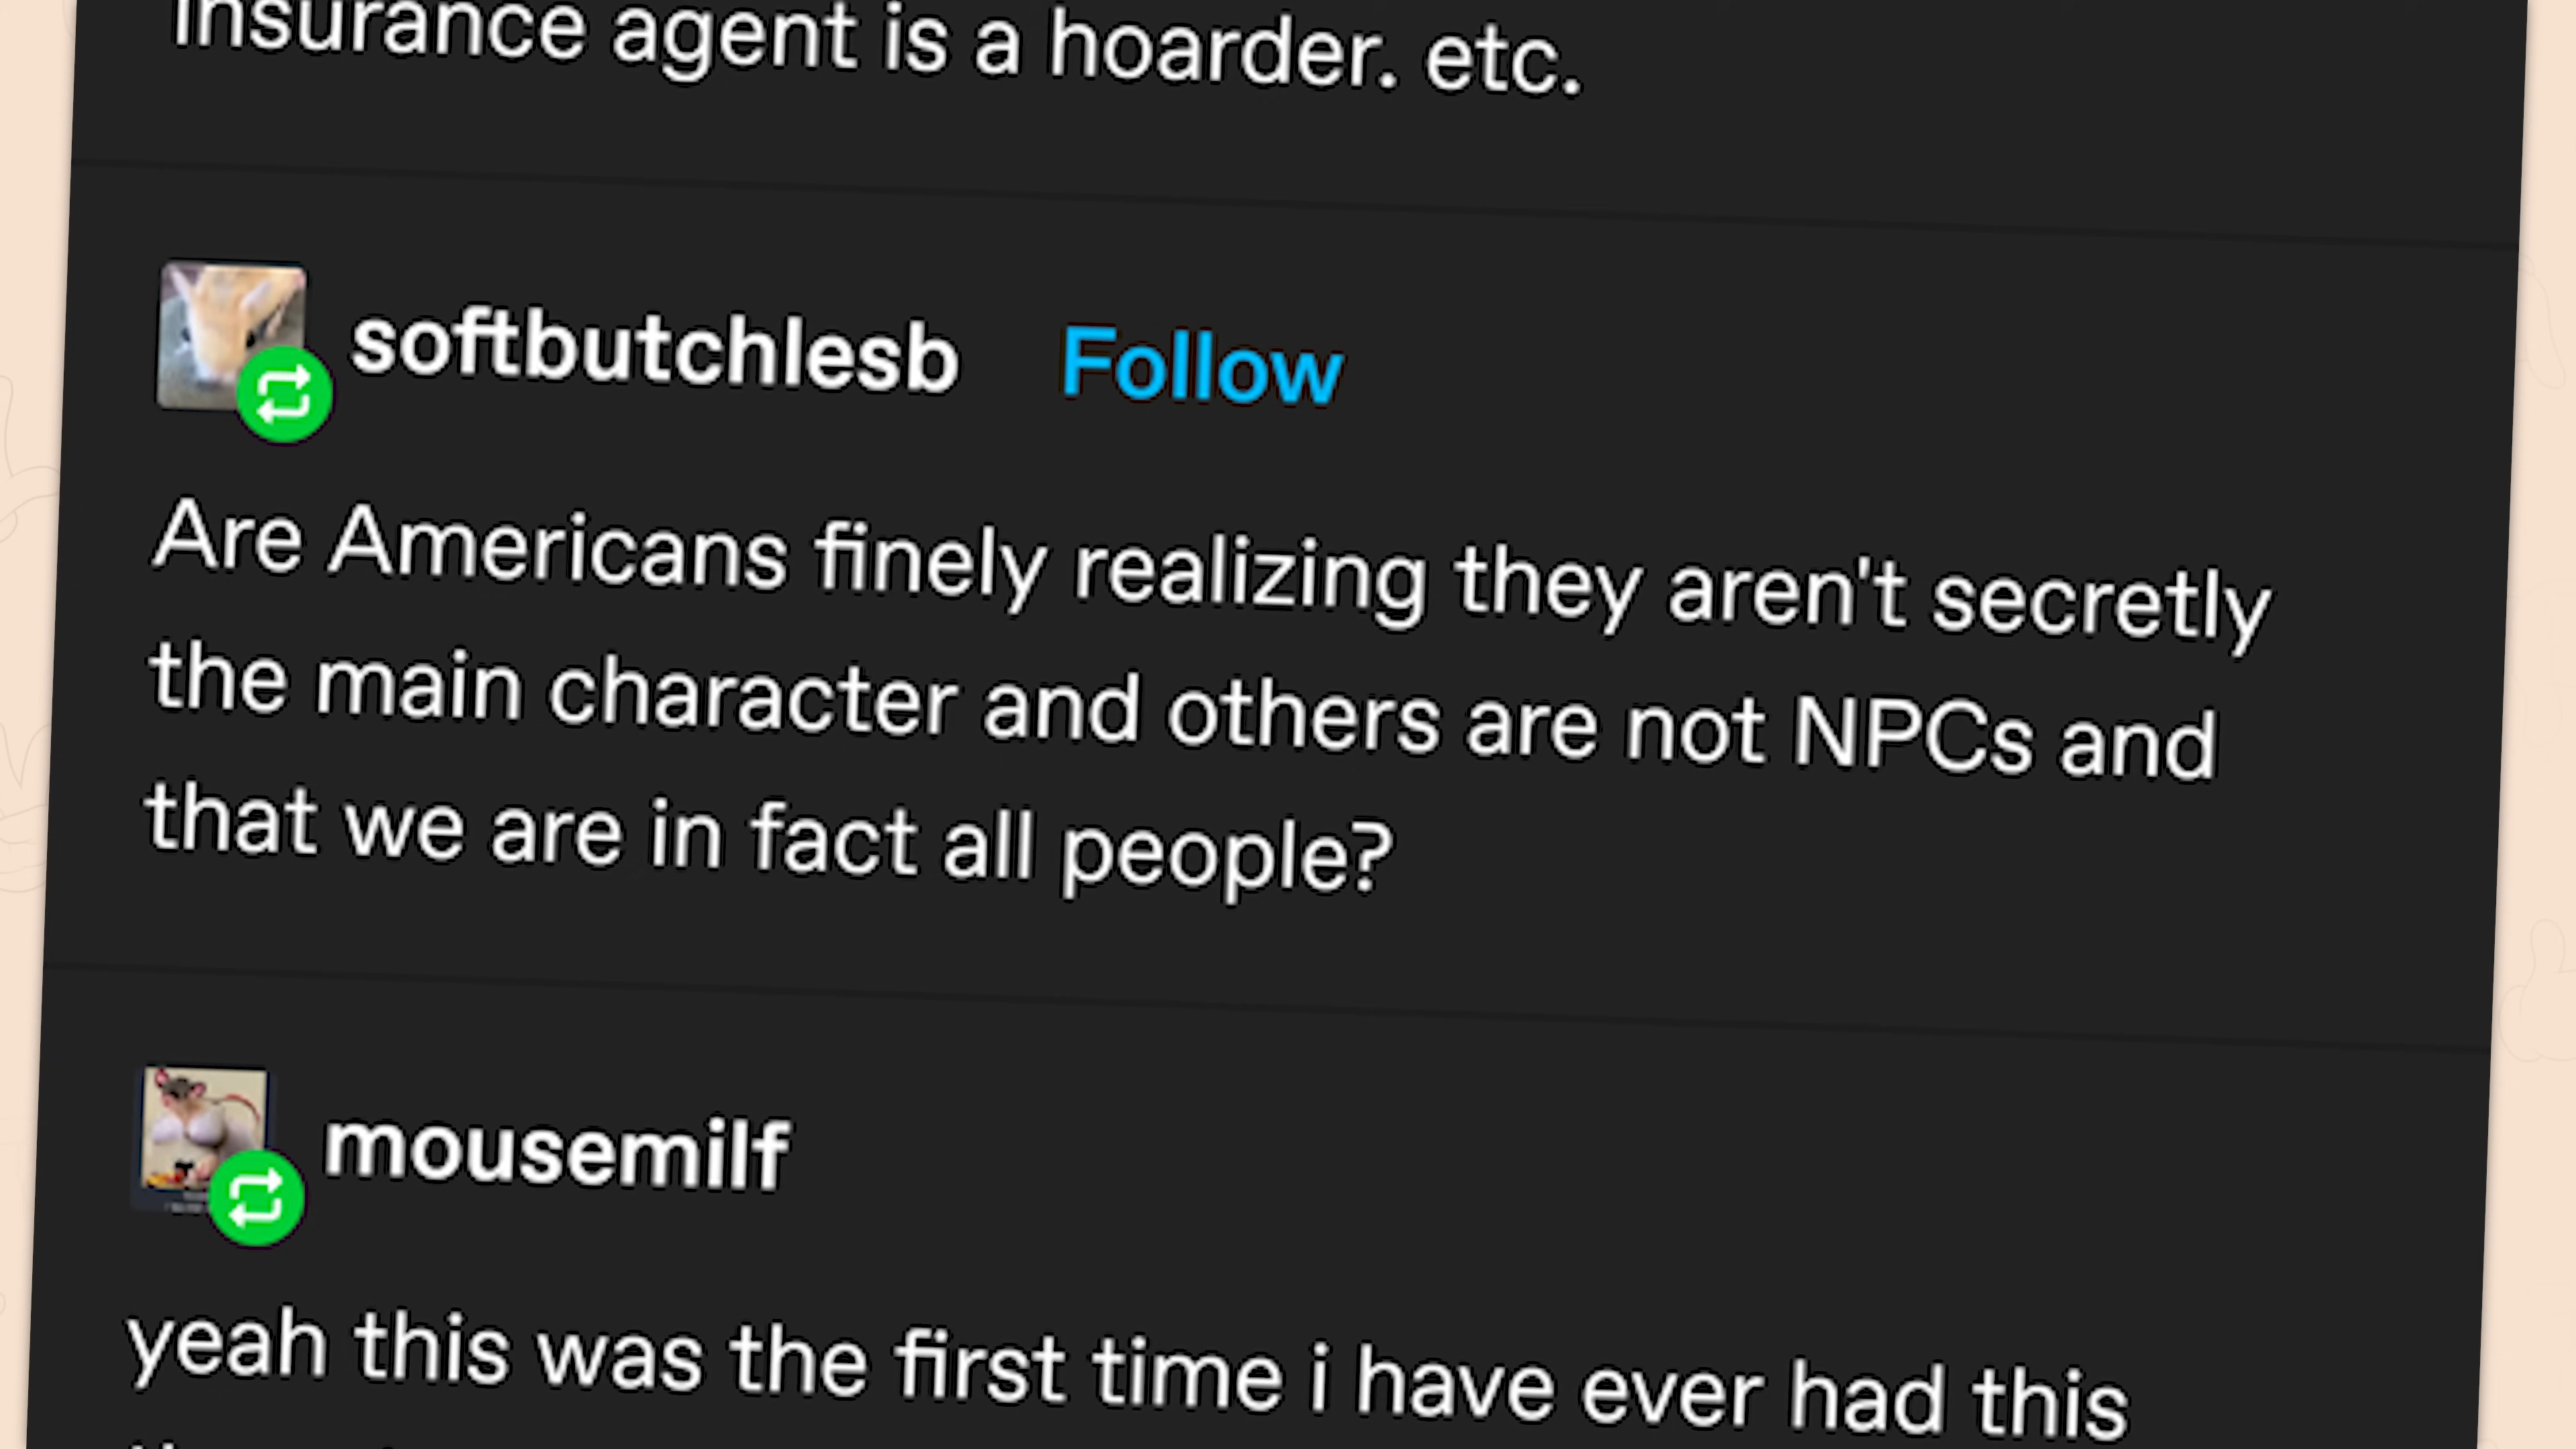 insurance agent is a hoarder. etc.
softbutchlesb Follow
Are Americans finely realizing they aren't secretly
the main character and others are not NPCs and
that we are in fact all people?
mousemilf
yeah this was the first time i have ever had this